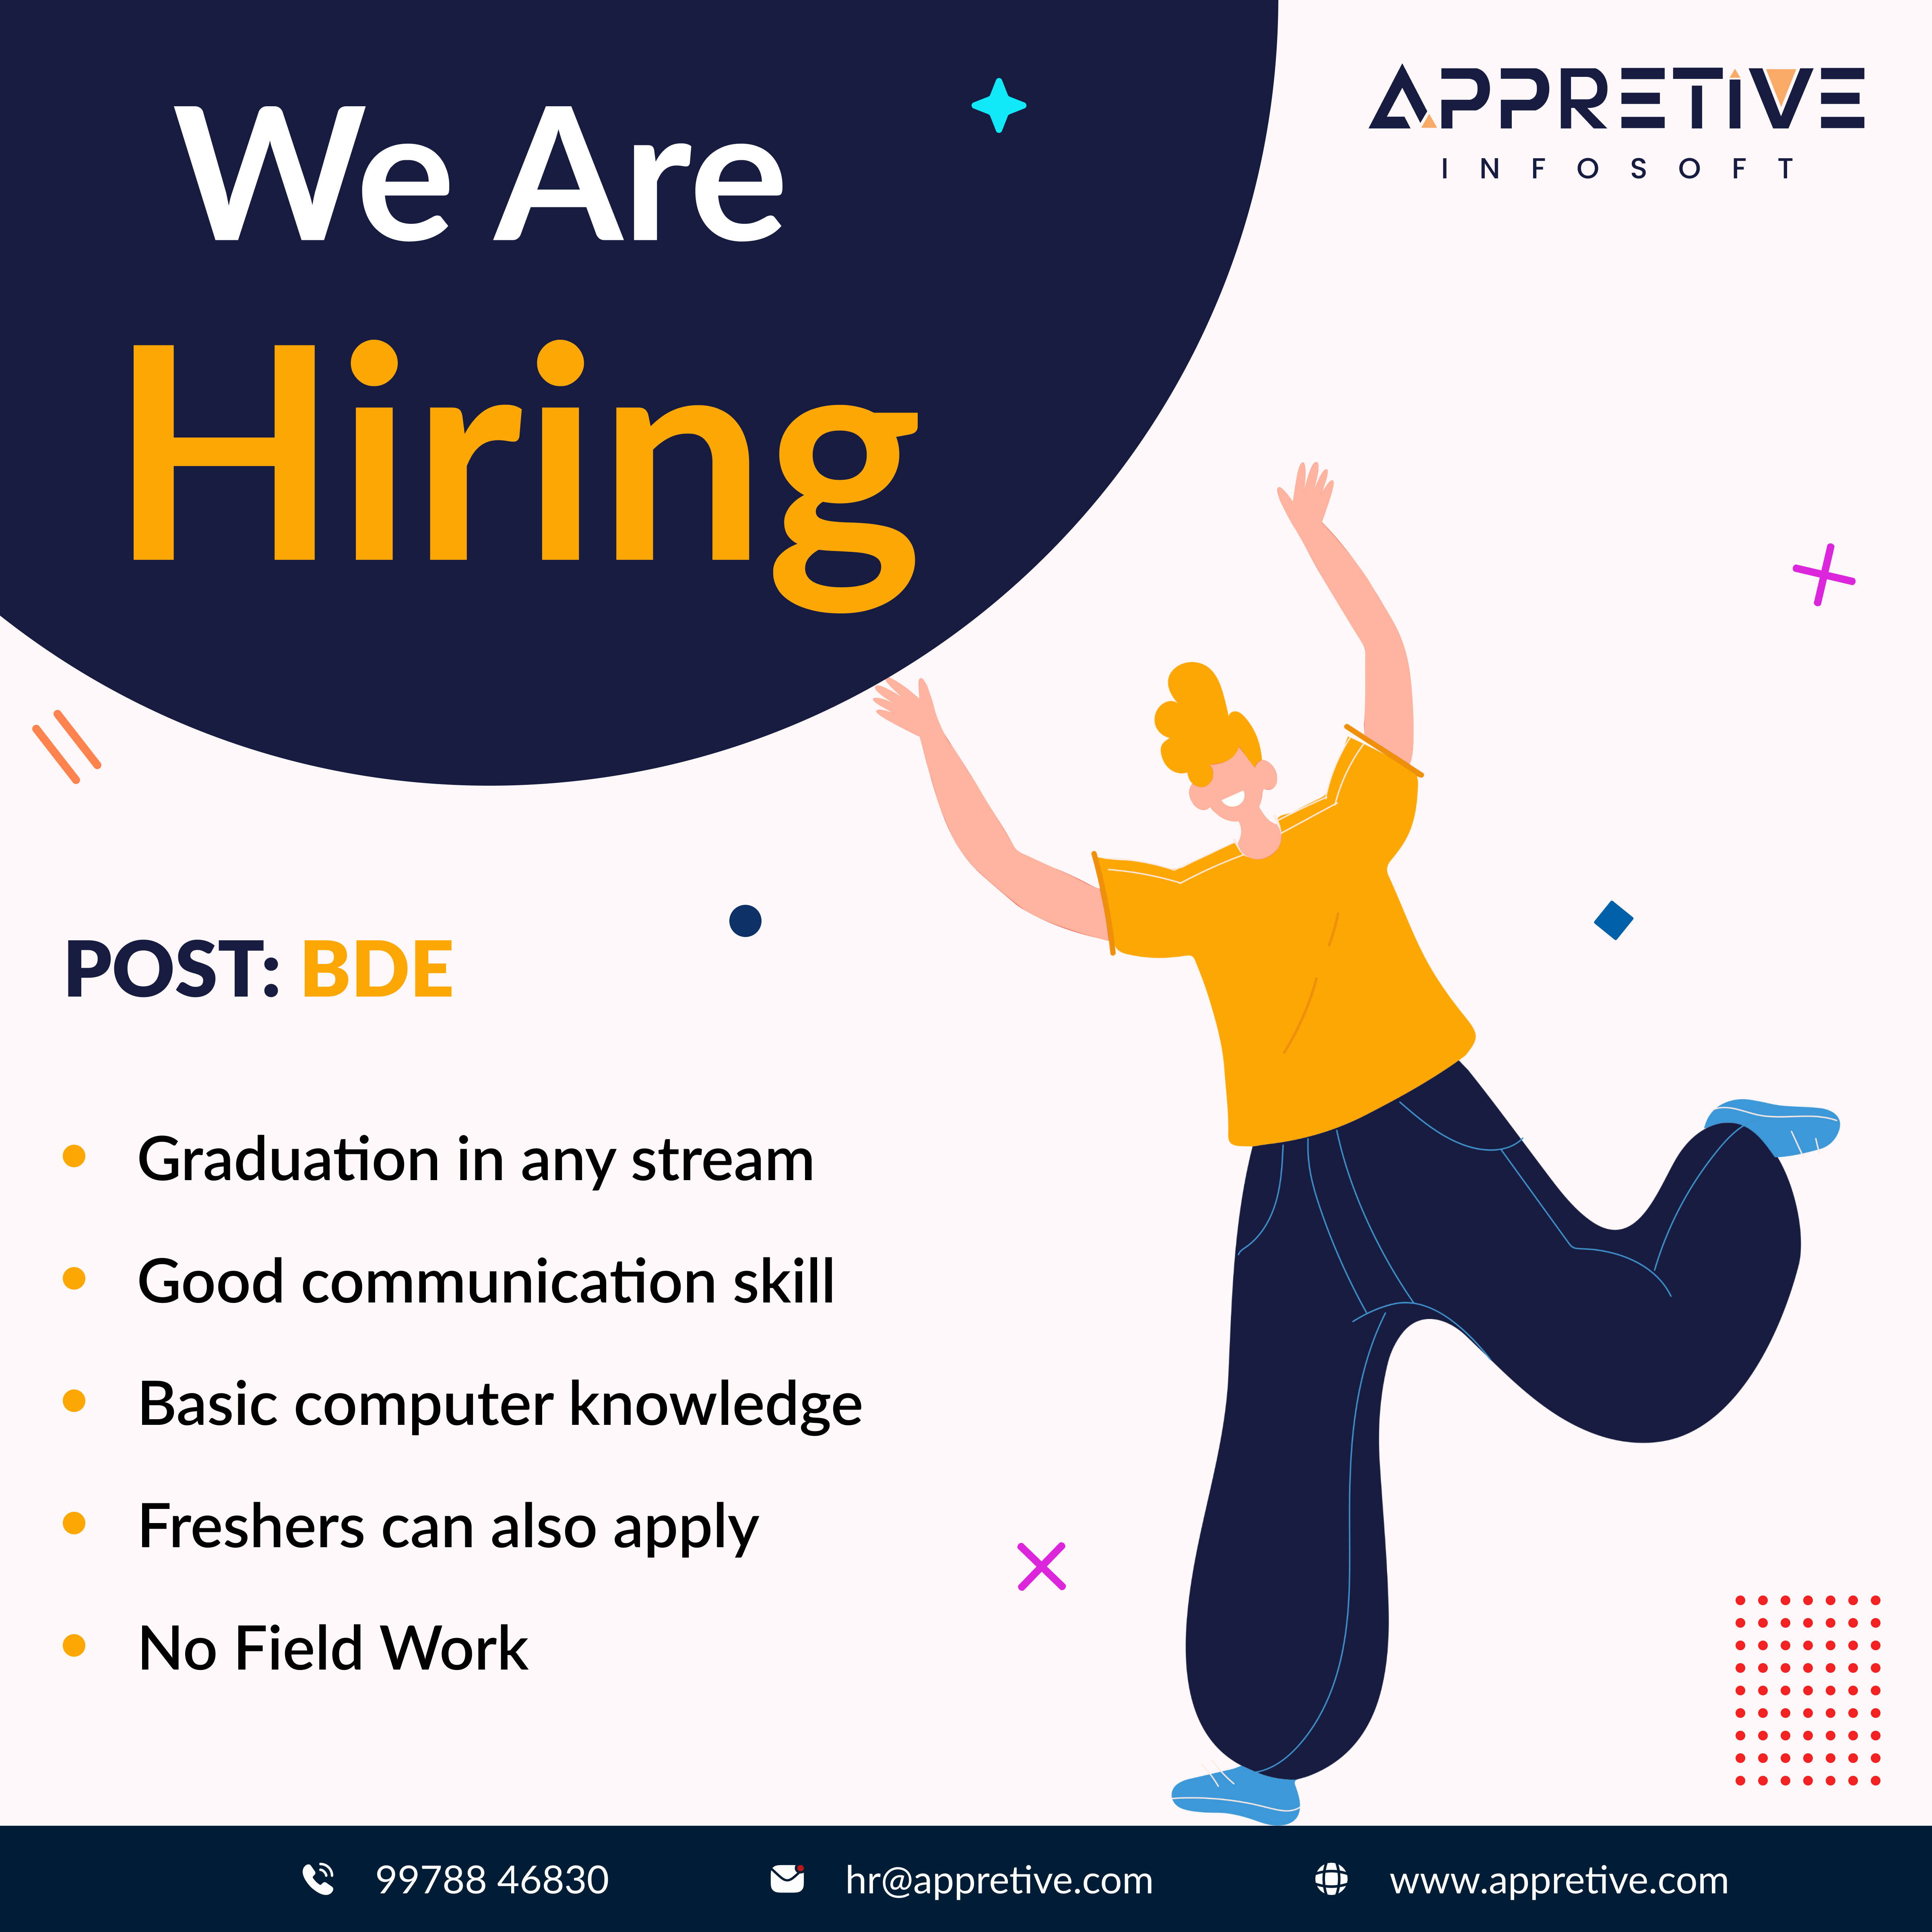 We Are
Hiring
APPRETiVE
INFOSOFT
POST: BDE
Graduation in any stream
Good communication skill
Basic computer knowledge
Freshers can also apply
No Field Work
99788 46830
hr@appretive.com
www.appretive.com